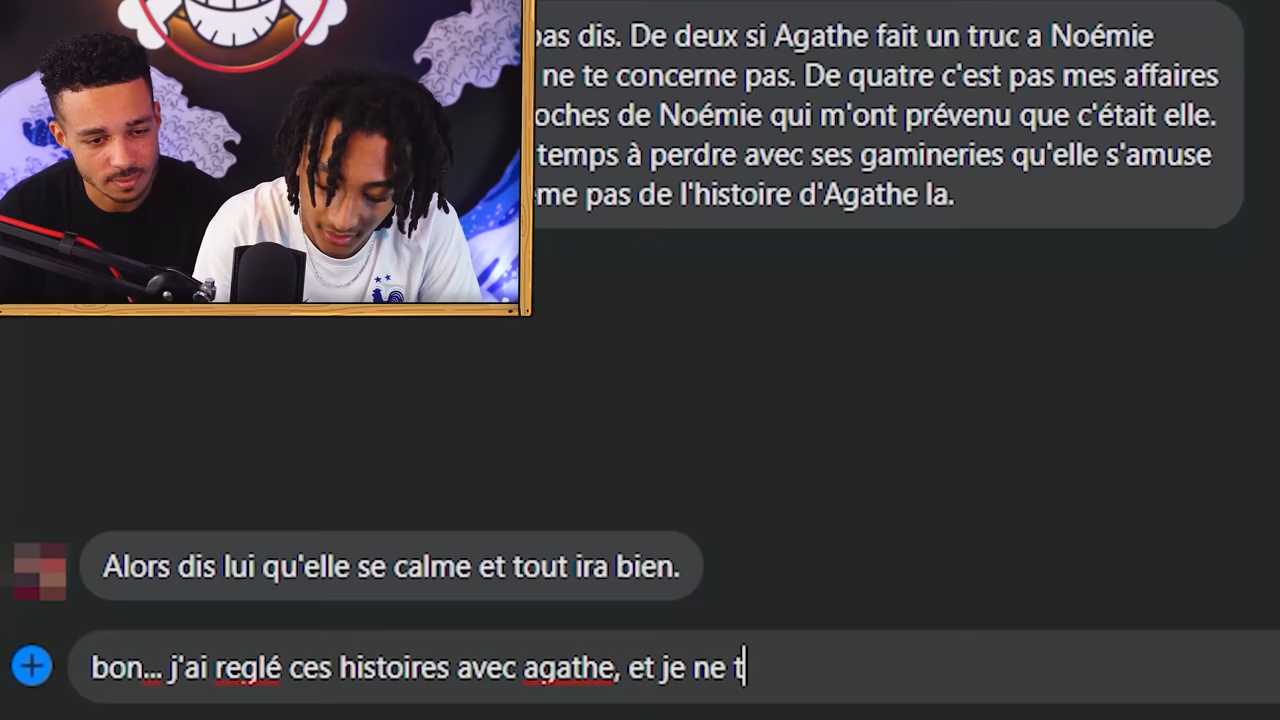 pas dis. De deux si Agathe fait un truc a Noémie
ne te concerne pas. De quatre c'est pas mes affaires
de Noémie qui m'ont prévenu que c'était elle.
temps à perdre avec ses gamineries qu'elle s'amuse
pas de l'histoire d'Agathe la.
Alors dis lui qu'elle se calme et tout ira bien.
bon... j'ai reglé ces histoires avec agathe, et je ne t